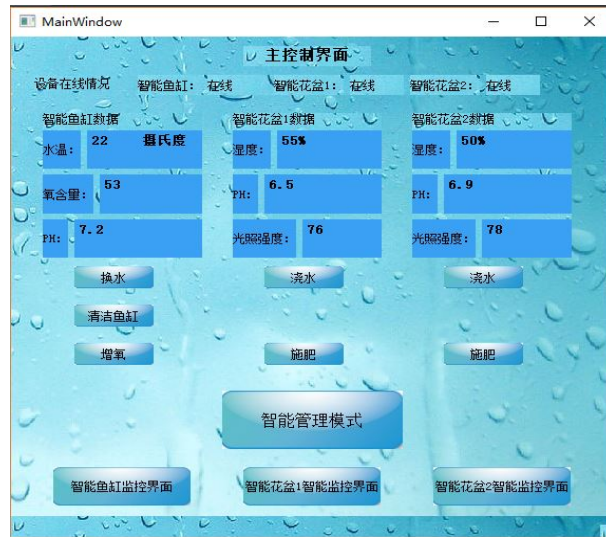 MainWindow
主控制界面
设备在线情况 智能鱼缸： 在线 智能花盆1： 在线 智能花盆2： 在线
智能鱼缸数据 智能花盆1数据 智能花盆2数据
水温： 22 摄氏度 湿度： 55% 湿度： 50%
氧含量： 53 PH： 6.5 PH： 6.9
PH： 7.2 光照强度： 76 光照强度： 78
换水 浇水 浇水
清洁鱼缸
增氧 施肥 施肥
智能管理模式
智能鱼缸监控界面 智能花盆1智能监控界面 智能花盆2智能监控界面